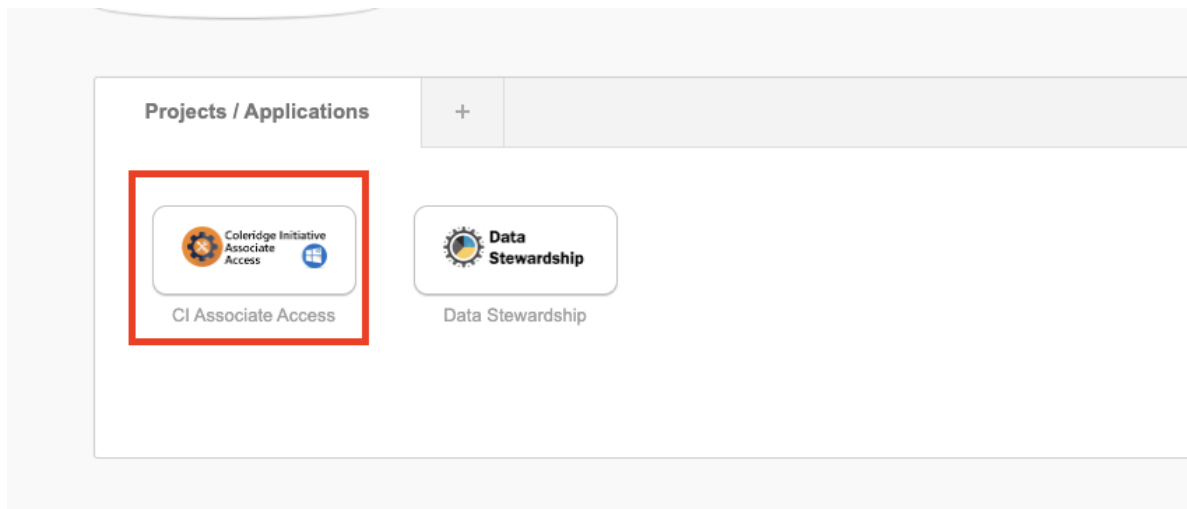 Projects / Applications
+
Coleridge Initiative
Associate
Access
Data
Stewardship
CI Associate Access
Data Stewardship